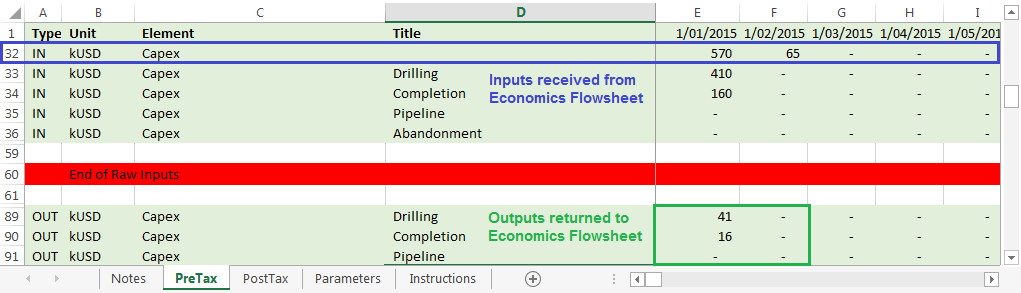 A B C D E F G H I
1 Type Unit Element Title 1/01/2015 1/02/2015 1/03/2015 1/04/2015 1/05/201
32 IN kUSD Capex 570 65 - - -
33 IN kUSD Capex Drilling 410 - - - -
34 IN kUSD Capex Completion 160 - - - -
35 IN kUSD Capex Pipeline - - - - -
36 IN kUSD Capex Abandonment - - - - -
Inputs received from
Economics Flowsheet
59
60 End of Raw Inputs
61
89 OUT kUSD Capex Drilling 41 - - - -
90 OUT kUSD Capex Completion 16 - - - -
91 OUT kUSD Capex Pipeline - - - - -
Outputs returned to
Economics Flowsheet
Notes PreTax PostTax Parameters Instructions